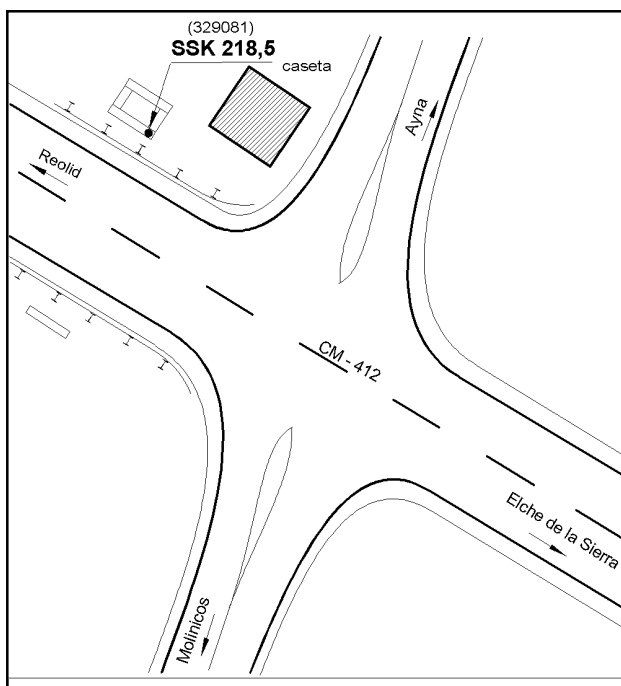 (329081)
SSK 218,5
caseta
Ayna
Reolid
CM - 412
Elche de la Sierra
Molinicos